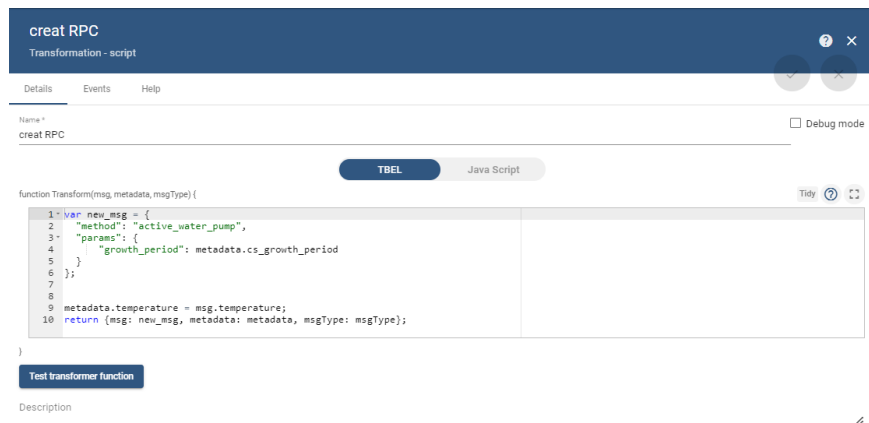 creat RPC
Transformation - script
Details Events Help
Name *
creat RPC
Debug mode
TBEL Java Script
function Transform(msg, metadata, msgType) {
Tidy
1 var new_msg = {
2 "method": "active_water_pump",
3 "params": {
4 "growth_period": metadata.cs_growth_period
5 }
6 };
7
8
9 metadata.temperature = msg.temperature;
10 return {msg: new_msg, metadata: metadata, msgType: msgType};
}
Test transformer function
Description